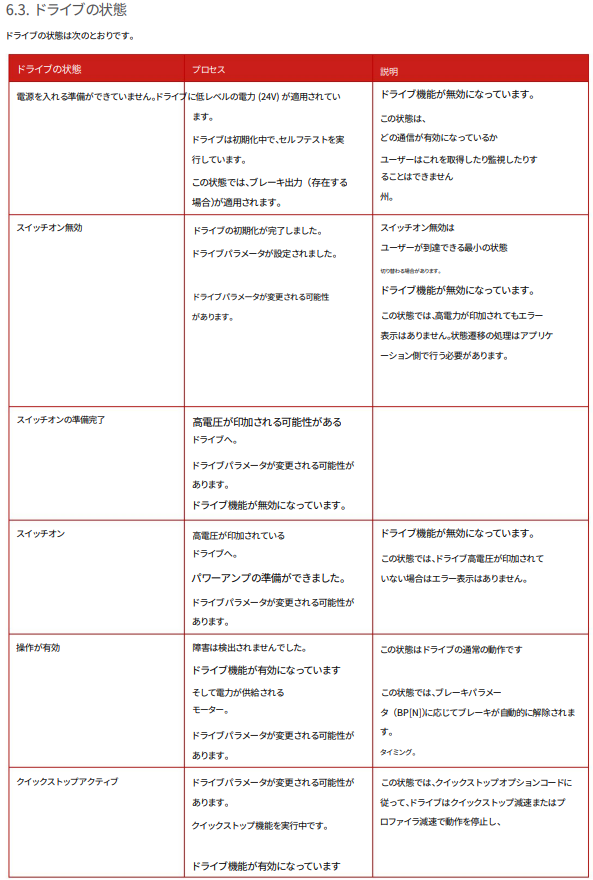 6.3. ドライブの状態
ドライブの状態は次のとおりです。
ドライブの状態
プロセス
説明
電源を入れる準備ができていません。ドライブに低レベルの電力 (24V) が適用されてい
ます。
ドライブは初期化中で、セルフテストを実
行しています。
この状態では、ブレーキ出力（存在する
場合)が適用されます。
ドライブ機能が無効になっています。
この状態は、
どの通信が有効になっているか
ユーザーはこれを取得したり監視したりす
ることはできません
州。
スイッチオン無効
ドライブの初期化が完了しました。
ドライブパラメータが設定されました。
ドライブパラメータが変更される可能性
があります。
スイッチオン無効は
ユーザーが到達できる最小の状態
切り替わる場合があります。
ドライブ機能が無効になっています。
この状態では、高電力が印加されてもエラー
表示はありません。状態遷移の処理はアプリケ
ーション側で行う必要があります。
スイッチオンの準備完了
高電圧が印加される可能性がある
ドライブへ。
ドライブパラメータが変更される可能性が
あります。
ドライブ機能が無効になっています。
スイッチオン
高電圧が印加されている
ドライブへ。
パワーアンプの準備ができました。
ドライブパラメータが変更される可能性が
あります。
ドライブ機能が無効になっています。
この状態では、ドライブ高電圧が印加されて
いない場合はエラー表示はありません。
操作が有効
障害は検出されませんでした。
ドライブ機能が有効になっています
そして電力が供給される
モーター。
ドライブパラメータが変更される可能性が
あります。
この状態はドライブの通常の動作です
この状態では、ブレーキパラメー
タ（BP[N])に応じてブレーキが自動的に解除されま
す。
タイミング。
クイックストップアクティブ
ドライブパラメータが変更される可能性が
あります。
クイックストップ機能を実行中です。
ドライブ機能が有効になっています
この状態では、クイックストップオプションコードに
従って、ドライブはクイックストップ減速またはプ
ロファイラ減速で動作を停止し、